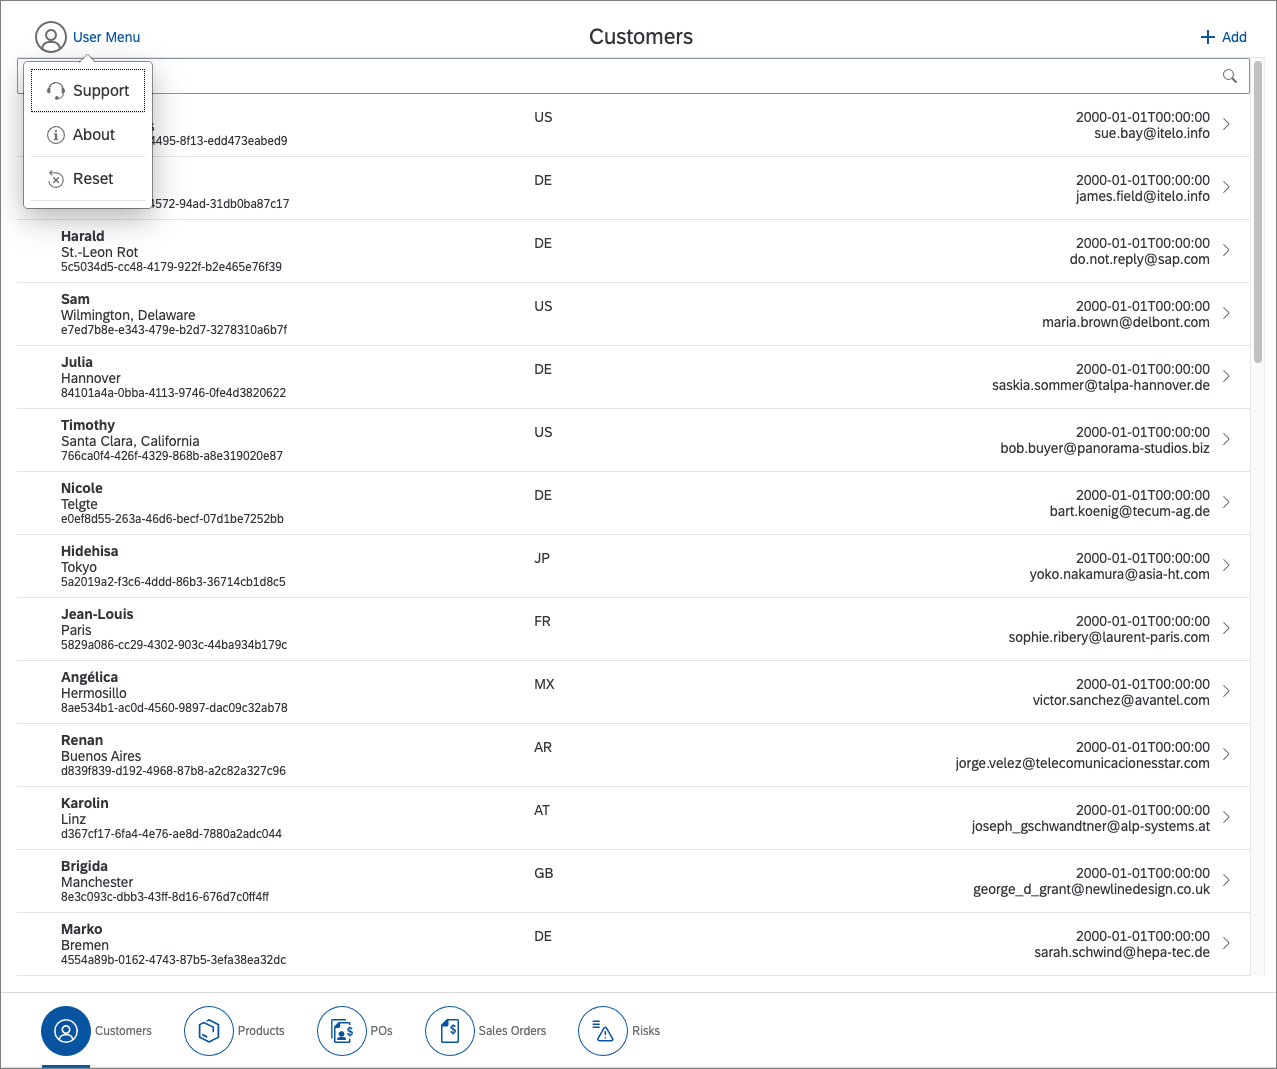 User Menu
Customers
Add
Support
About
Reset
US
2000-01-01T00:00:00
4495-8f13-edd473eabed9
sue.bay@itelo.info
DE
2000-01-01T00:00:00
4572-94ad-31db0ba87c17
james.field@itelo.info
Harald
DE
2000-01-01T00:00:00
St.-Leon Rot
do.not.reply@sap.com
5c5034d5-cc48-4179-922f-b2e465e76f39
Sam
US
2000-01-01T00:00:00
Wilmington, Delaware
maria.brown@delbont.com
e7ed7b8e-e343-479e-b2d7-3278310a6b7f
Julia
DE
2000-01-01T00:00:00
Hannover
saskia.sommer@talpa-hannover.de
84101a4a-0bba-4113-9746-0fe4d3820622
Timothy
US
2000-01-01T00:00:00
Santa Clara, California
bob.buyer@panorama-studios.biz
766ca0f4-426f-4329-868b-a8e319020e87
Nicole
DE
2000-01-01T00:00:00
Telgte
bart.koenig@tecum-ag.de
e0ef8d55-263a-46d6-becf-07d1be7252bb
Hidehisa
JP
2000-01-01T00:00:00
Tokyo
yoko.nakamura@asia-ht.com
5a2019a2-f3c6-4ddd-86b3-36714cb1d8c5
Jean-Louis
FR
2000-01-01T00:00:00
Paris
sophie.ribery@laurent-paris.com
5829a086-cc29-4302-903c-44ba934b179c
Angélica
MX
2000-01-01T00:00:00
Hermosillo
victor.sanchez@avantel.com
8ae534b1-ac0d-4560-9897-dac09c32ab78
Renan
AR
2000-01-01T00:00:00
Buenos Aires
jorge.velez@telecomunicacionesstar.com
d839f839-d192-4968-87b8-a2c82a327c96
Karolin
AT
2000-01-01T00:00:00
Linz
joseph_gschwandtner@alp-systems.at
d367cf17-6fa4-4e76-ae8d-7880a2adc044
Brigida
GB
2000-01-01T00:00:00
Manchester
george_d_grant@newlinedesign.co.uk
8e3c093c-dbb3-43ff-8d16-676d7c0ff4ff
Marko
DE
2000-01-01T00:00:00
Bremen
sarah.schwind@hepa-tec.de
4554a89b-0162-4743-87b5-3efa38ea32dc
Customers
Products
POs
Sales Orders
Risks